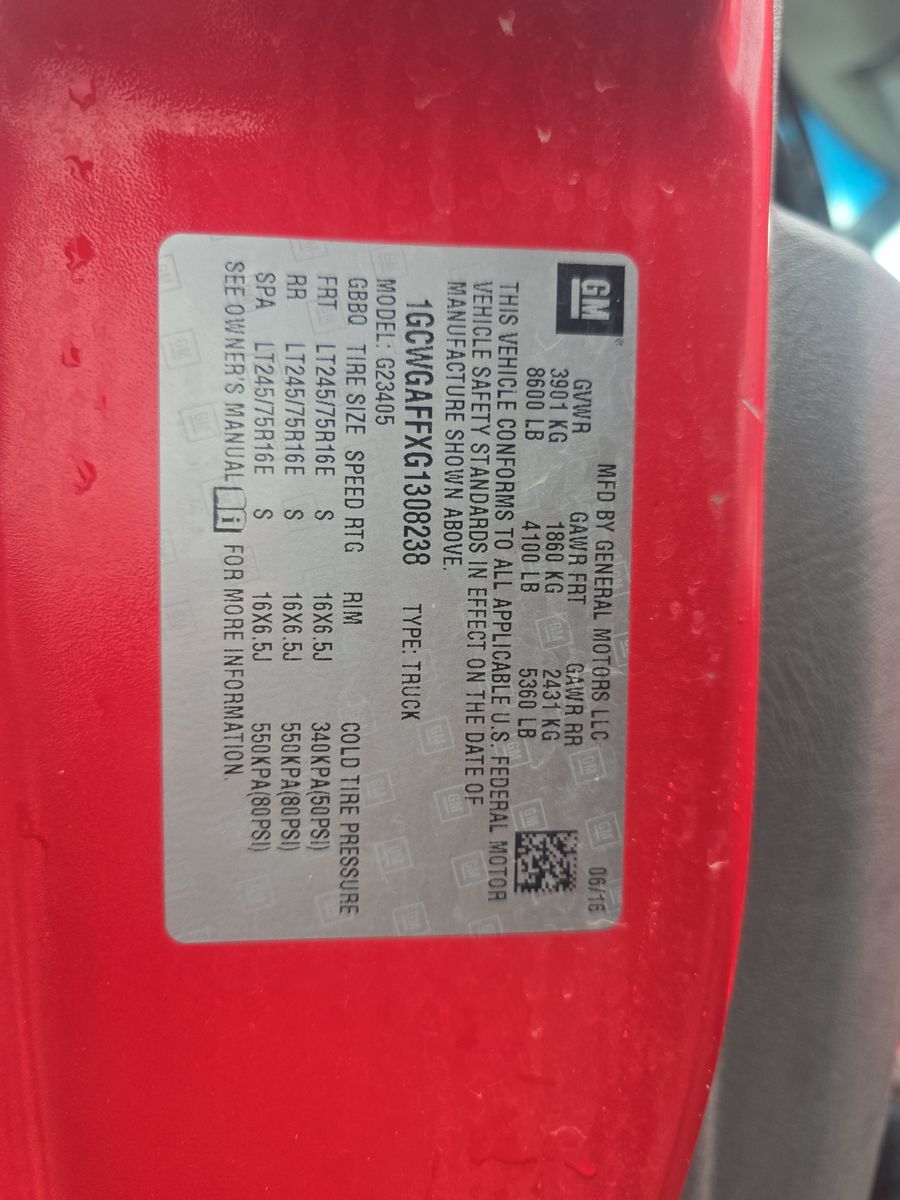 GM
MFD BY GENERAL MOTORS LLC 06/16
GVWR GAWR FRT GAWR RR
3901 KG 1860 KG 2431 KG
8600 LB 4100 LB 5360 LB
THIS VEHICLE CONFORMS TO ALL APPLICABLE U.S. FEDERAL MOTOR
VEHICLE SAFETY STANDARDS IN EFFECT ON THE DATE OF
MANUFACTURE SHOWN ABOVE.
1GCWGAFFXG1308238 TYPE: TRUCK
MODEL: G23405
GBBQ TIRE SIZE SPEED RTG RIM COLD TIRE PRESSURE
FRT LT245/75R16E S 16X6.5J 340KPA(50PSI)
RR LT245/75R16E S 16X6.5J 550KPA(80PSI)
SPA LT245/75R16E S 16X6.5J 550KPA(80PSI)
SEE OWNER'S MANUAL FOR MORE INFORMATION.